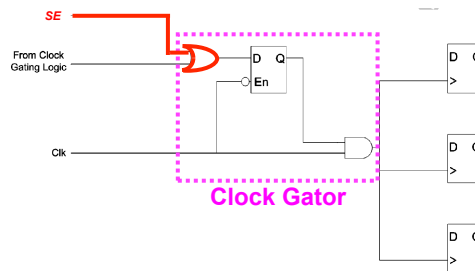 SE
From Clock
Gating Logic
D Q
En
Clk
Clock Gator
D
>
D
>
D
>